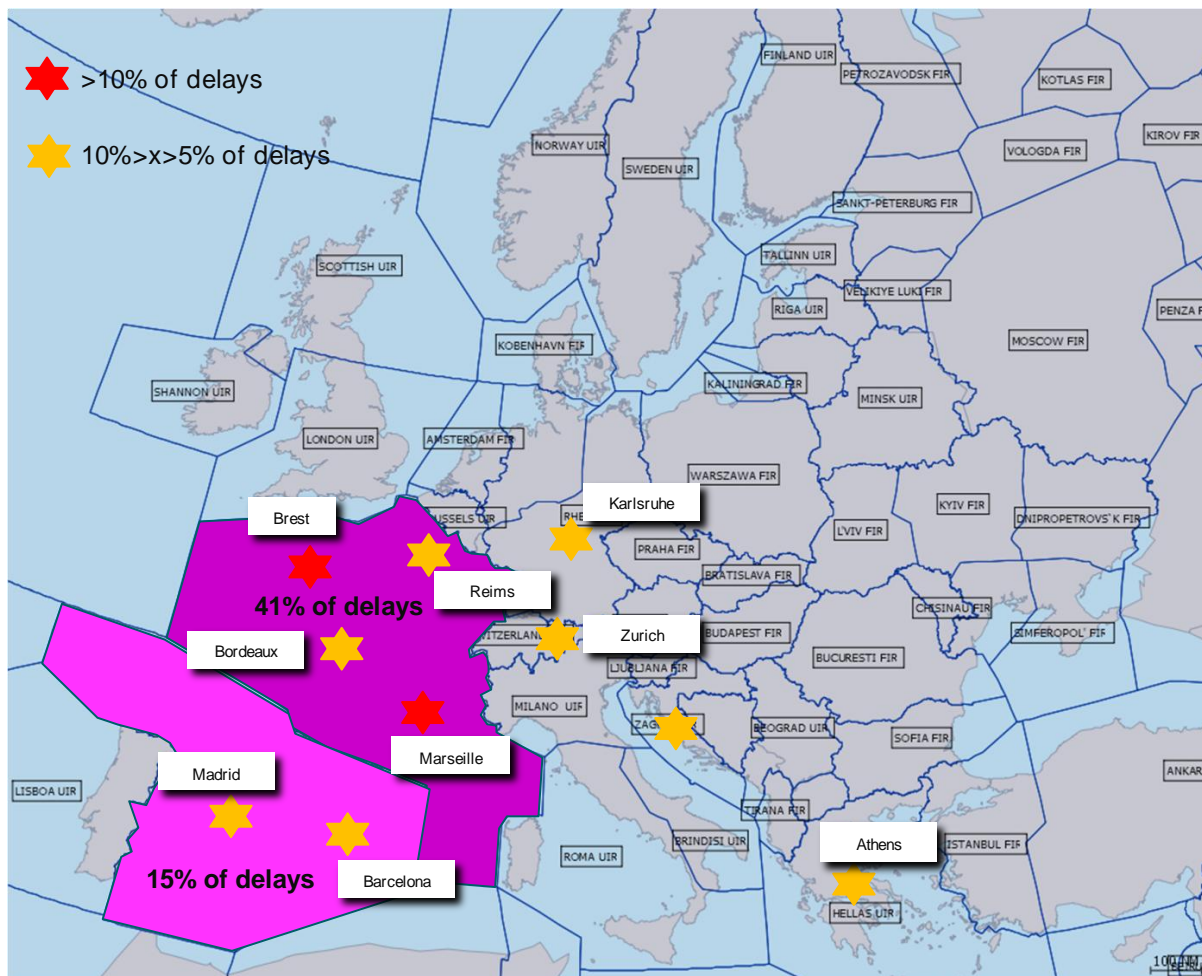 FINLAND UIR
PETROZAVODSK FIR
KOTLAS FIR
>10% of delays
KIROV FIR
NORWAY UIR
VOLOGDA FIR
10%>x>5% of delays
SWEDEN UIR
SANKT-PETERBURG FIR
TALLINN UIR
SCOTTISH UIR
VELIKIYE LUKI FIR
RIGA UIR
PENZA
MOSCOW FIR
KOBENHAVN FIR
KALININGRAD FIR
SHANNON UIR
MINSK UIR
LONDON UIR
AMSTERDAM FIR
WARSZAWA FIR
Karlsruhe
KYIV FIR
Brest
USSELS UIR
RHE
DNIPROPETROVS'K FIR
L'VIV FIR
PRAHA FIR
BRATISLAVA FIR
Reims
41% of delays
CHISINAU FIR
Zurich
WITZERLAND
BUDAPEST FIR
SIMFEROPOL' FIR
Bordeaux
BUCURESTI FIR
LJUBLJANA FIR
MILANO UIR
ZAG
BEOGRAD UIR
SOFIA FIR
Marseille
Madrid
ANKAR
LISBOA UIR
TIRANA FIR
BRINDISI UIR
Athens
ISTANBUL FIR
ROMA UIR
15% of delays
Barcelona
HELLAS UIR